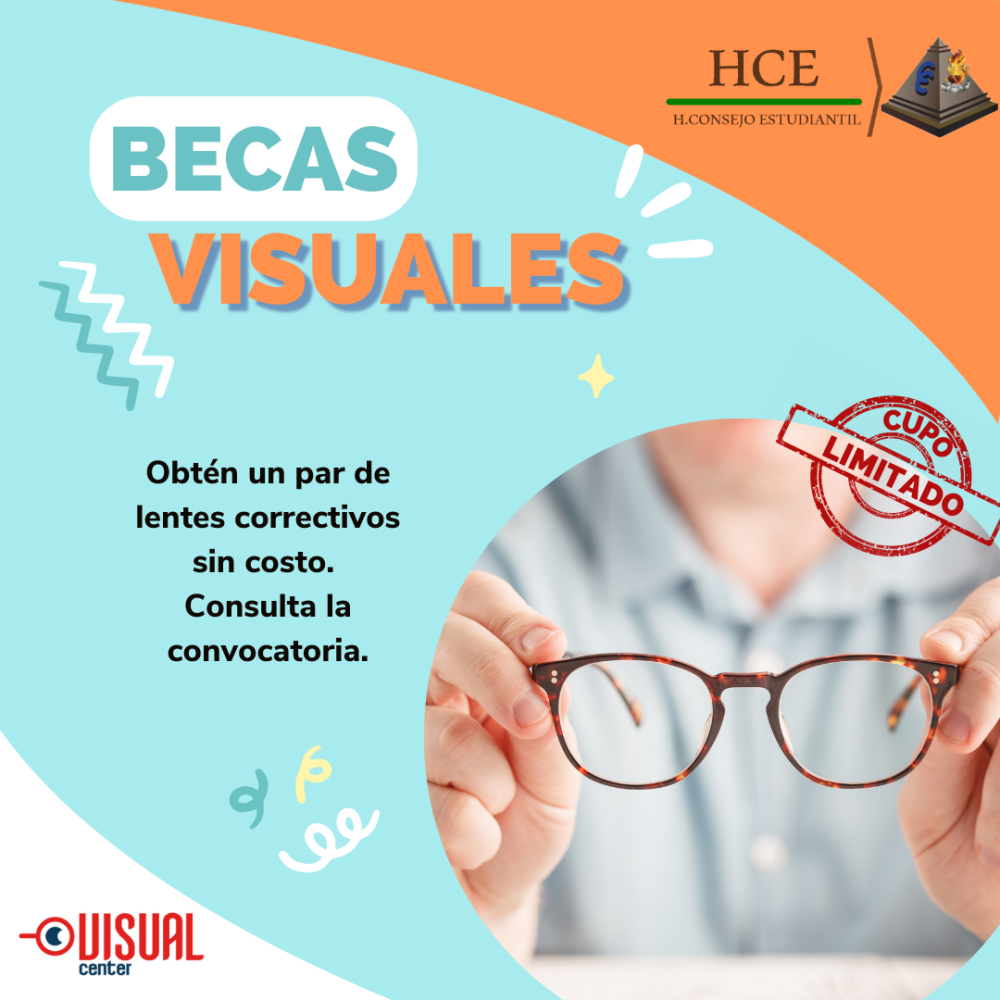 HCE
H.CONSEJO ESTUDIANTIL
BECAS
VISUALES
CUPO
LIMITADO
Obtén un par de
lentes correctivos
sin costo.
Consulta la
convocatoria.
VISUAL
center